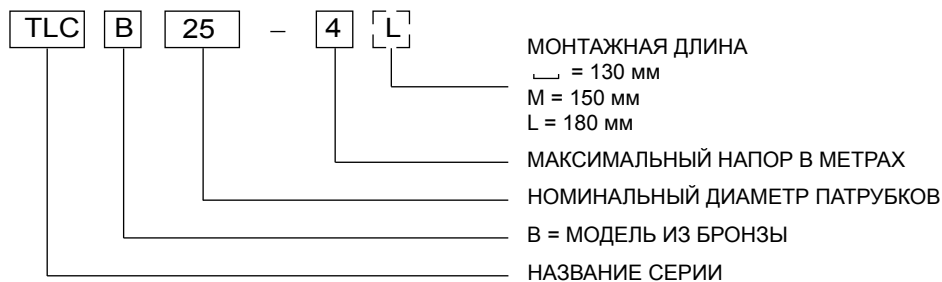 TLC B 25 – 4 L
МОНТАЖНАЯ ДЛИНА
⎵ = 130 мм
M = 150 мм
L = 180 мм
МАКСИМАЛЬНЫЙ НАПОР В МЕТРАХ
НОМИНАЛЬНЫЙ ДИАМЕТР ПАТРУБКОВ
B = МОДЕЛЬ ИЗ БРОНЗЫ
НАЗВАНИЕ СЕРИИ